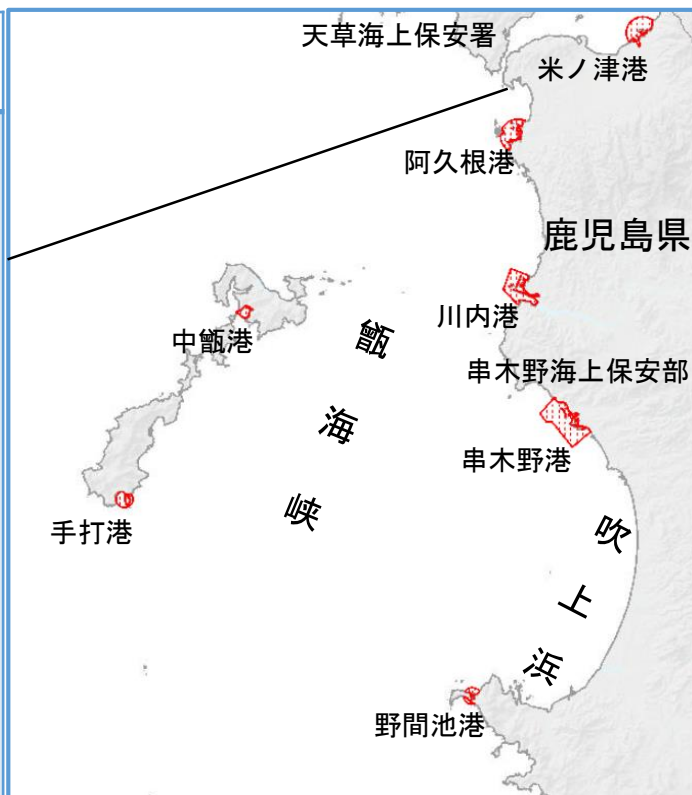 天草海上保安署
米ノ津港
阿久根港
鹿児島県
川内港
中甑港
甑海峡
串木野海上保安部
串木野港
手打港
吹上浜
野間池港